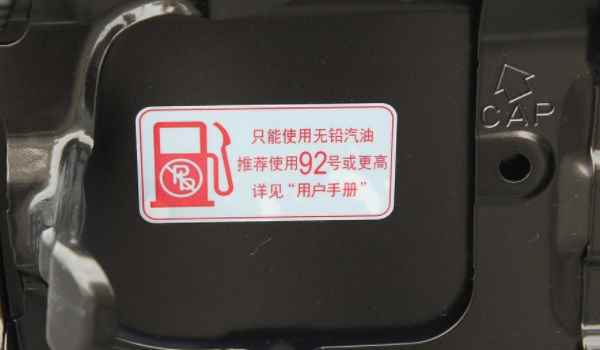 只能使用无铅汽油
推荐使用92号或更高
详见“用户手册”
CAP
Pb